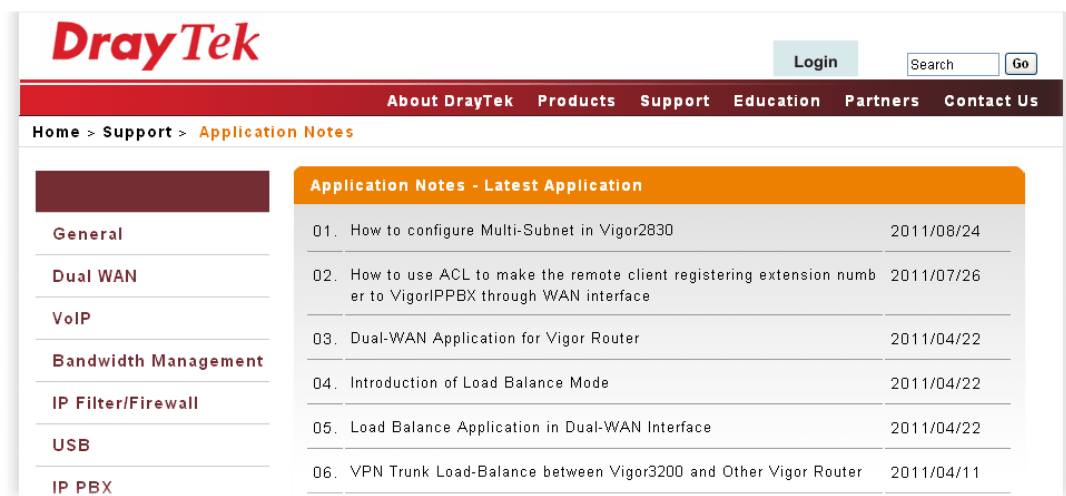 DrayTek
Login
Search
Go
About DrayTek Products Support Education Partners Contact Us
Home > Support > Application Notes
General
Dual WAN
VoIP
Bandwidth Management
IP Filter/Firewall
USB
IP PBX
Application Notes - Latest Application
01. How to configure Multi-Subnet in Vigor2830 2011/08/24
02. How to use ACL to make the remote client registering extension numb 2011/07/26
er to VigorIPPBX through WAN interface
03. Dual-WAN Application for Vigor Router 2011/04/22
04. Introduction of Load Balance Mode 2011/04/22
05. Load Balance Application in Dual-WAN Interface 2011/04/22
06. VPN Trunk Load-Balance between Vigor3200 and Other Vigor Router 2011/04/11